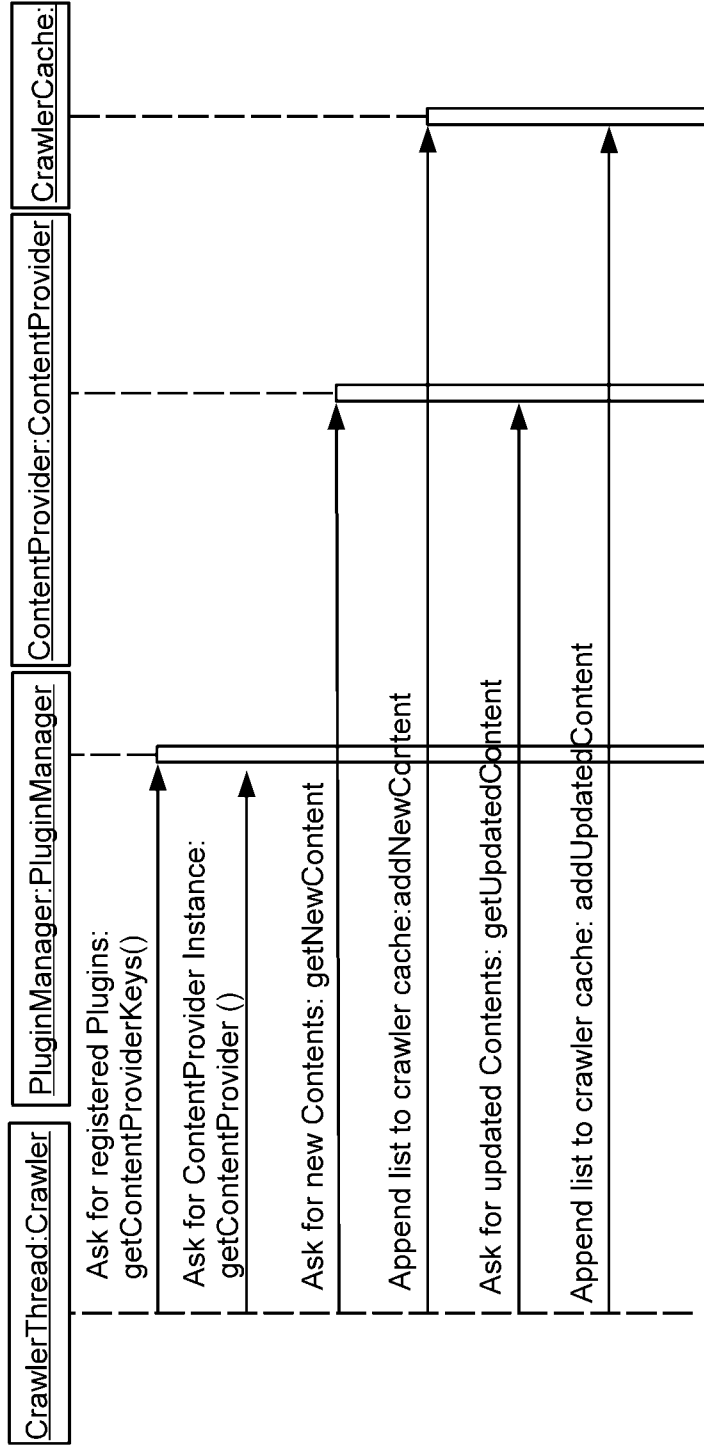 CrawlerThread:Crawler
PluginManager:PluginManager
ContentProvider:ContentProvider
CrawlerCache:
Ask for registered Plugins:
getContentProviderKeys()
Ask for ContentProvider Instance:
getContentProvider ()
Ask for new Contents: getNewContent
Append list to crawler cache:addNewContent
Ask for updated Contents: getUpdatedContent
Append list to crawler cache: addUpdatedContent